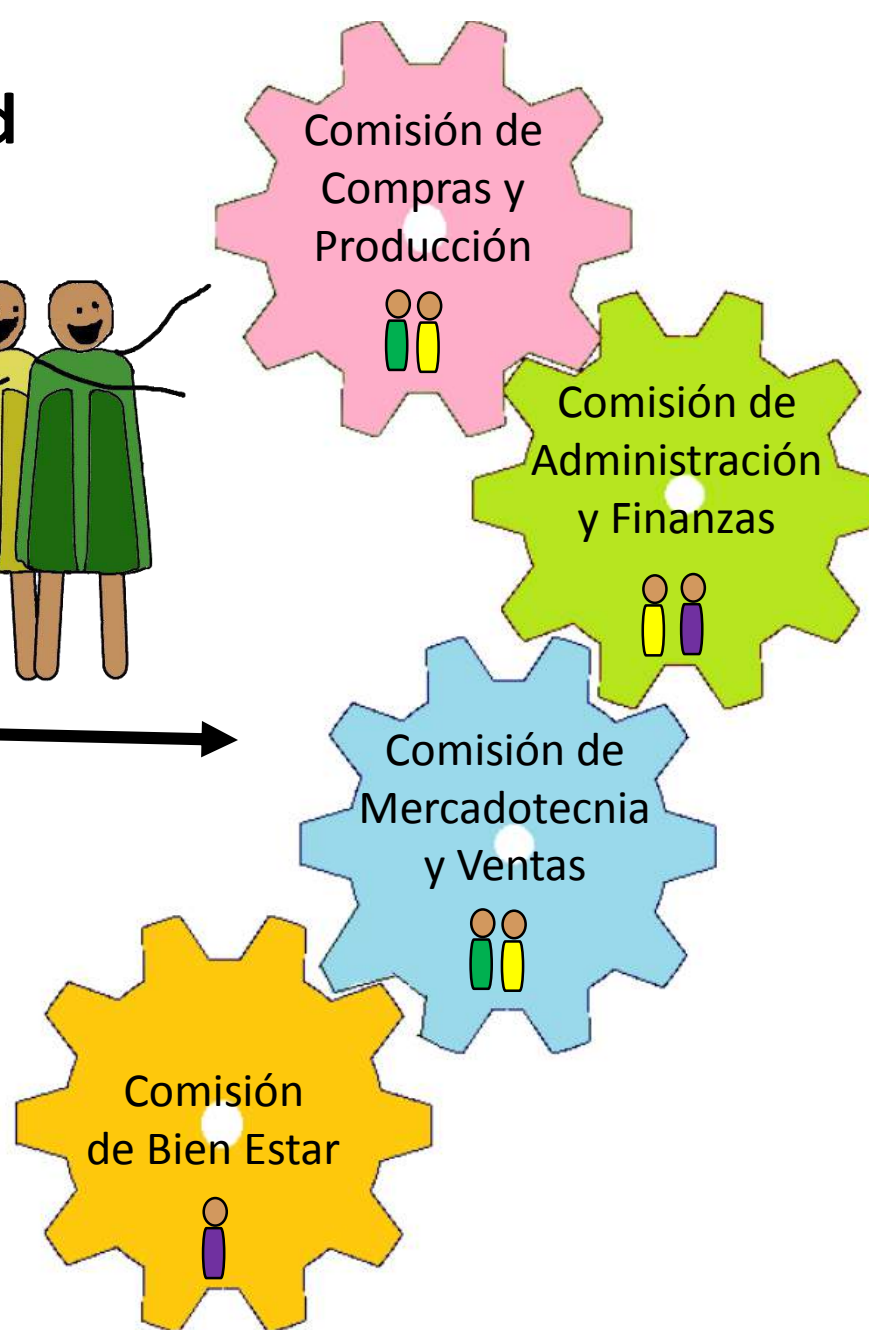 Comisión de
Compras y
Producción
Comisión de
Administración
y Finanzas
Comisión de
Mercadotecnia
y Ventas
Comisión
de Bien Estar